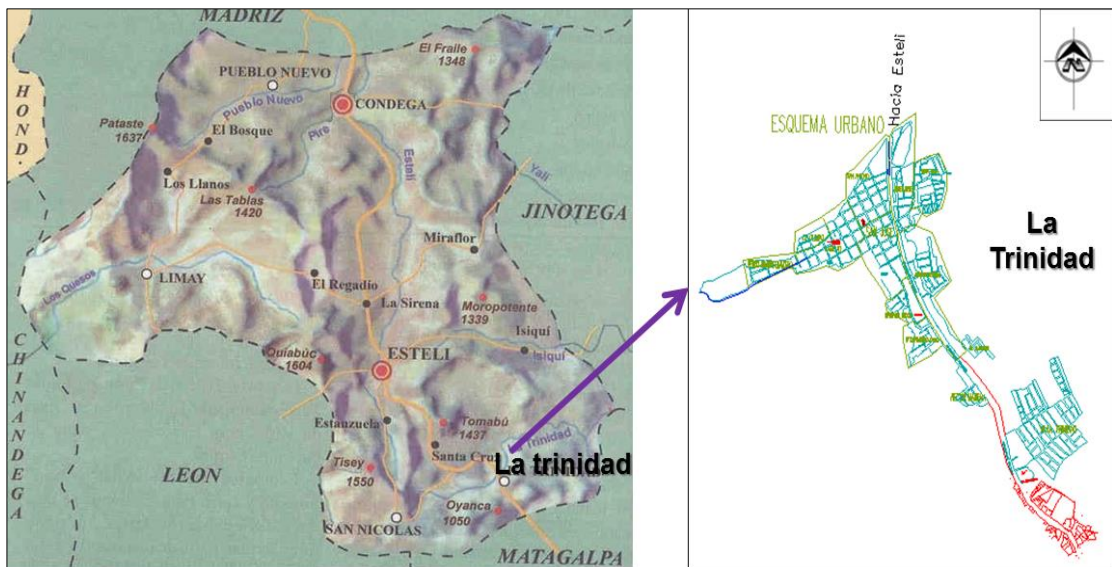 MADRIZ
El Fraile
1348
HOND.
PUEBLO NUEVO
CONDEGA
Pueblo Nuevo
Pataste
1637
El Bosque
Pire
Estelí
Los Llanos
Las Tablas
1420
Yalí
JINOTEGA
Miraflor
Los Quesos
LIMAY
El Regadío
La Sirena
Moropotente
1339
Isiquí
Isiquí
CHINANDEGA
Quiabúc
1604
ESTELI
Estanzuela
Tomabú
1437
La Trinidad
Santa Cruz
La trinidad
LEON
Tisey
1550
Oyanca
1050
SAN NICOLAS
MATAGALPA
N
Hacia Esteli
ESQUEMA URBANO
La
Trinidad